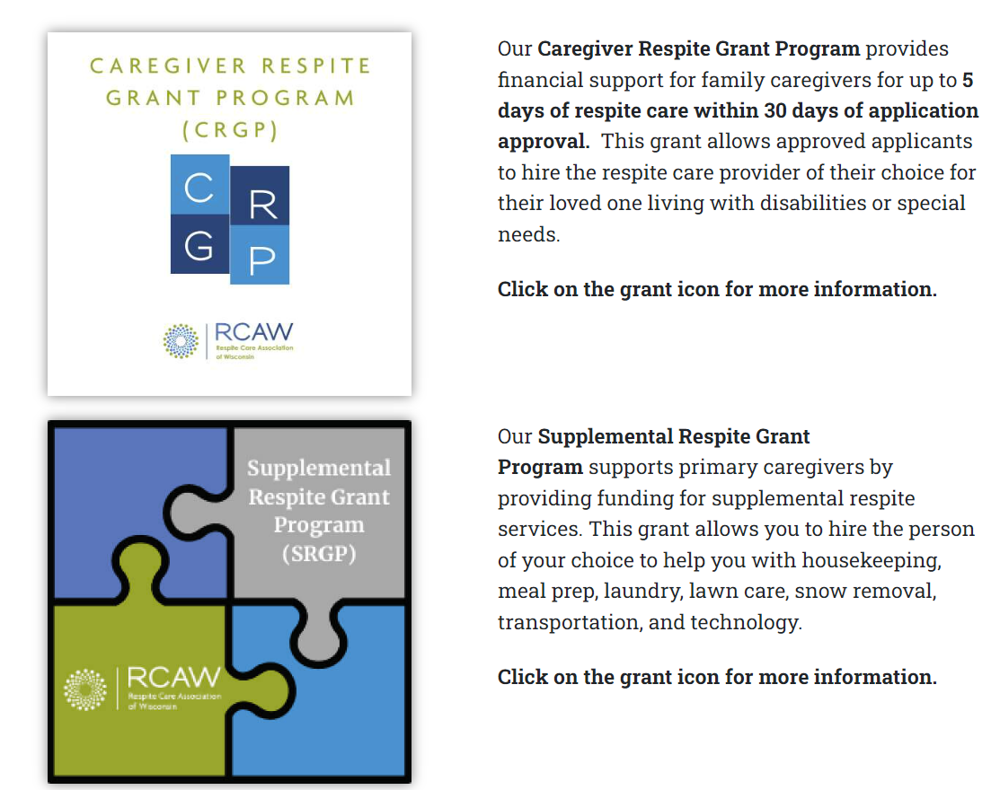 CAREGIVER RESPITE
GRANT PROGRAM
(CRGP)
C
R
G
P
RCAW
Respite Care Association
of Wisconsin
Our Caregiver Respite Grant Program provides
financial support for family caregivers for up to 5
days of respite care within 30 days of application
approval.  This grant allows approved applicants
to hire the respite care provider of their choice for
their loved one living with disabilities or special
needs.
Click on the grant icon for more information.
Supplemental
Respite Grant
Program
(SRGP)
RCAW
Respite Care Association
of Wisconsin
Our Supplemental Respite Grant
Program supports primary caregivers by
providing funding for supplemental respite
services. This grant allows you to hire the person
of your choice to help you with housekeeping,
meal prep, laundry, lawn care, snow removal,
transportation, and technology.
Click on the grant icon for more information.